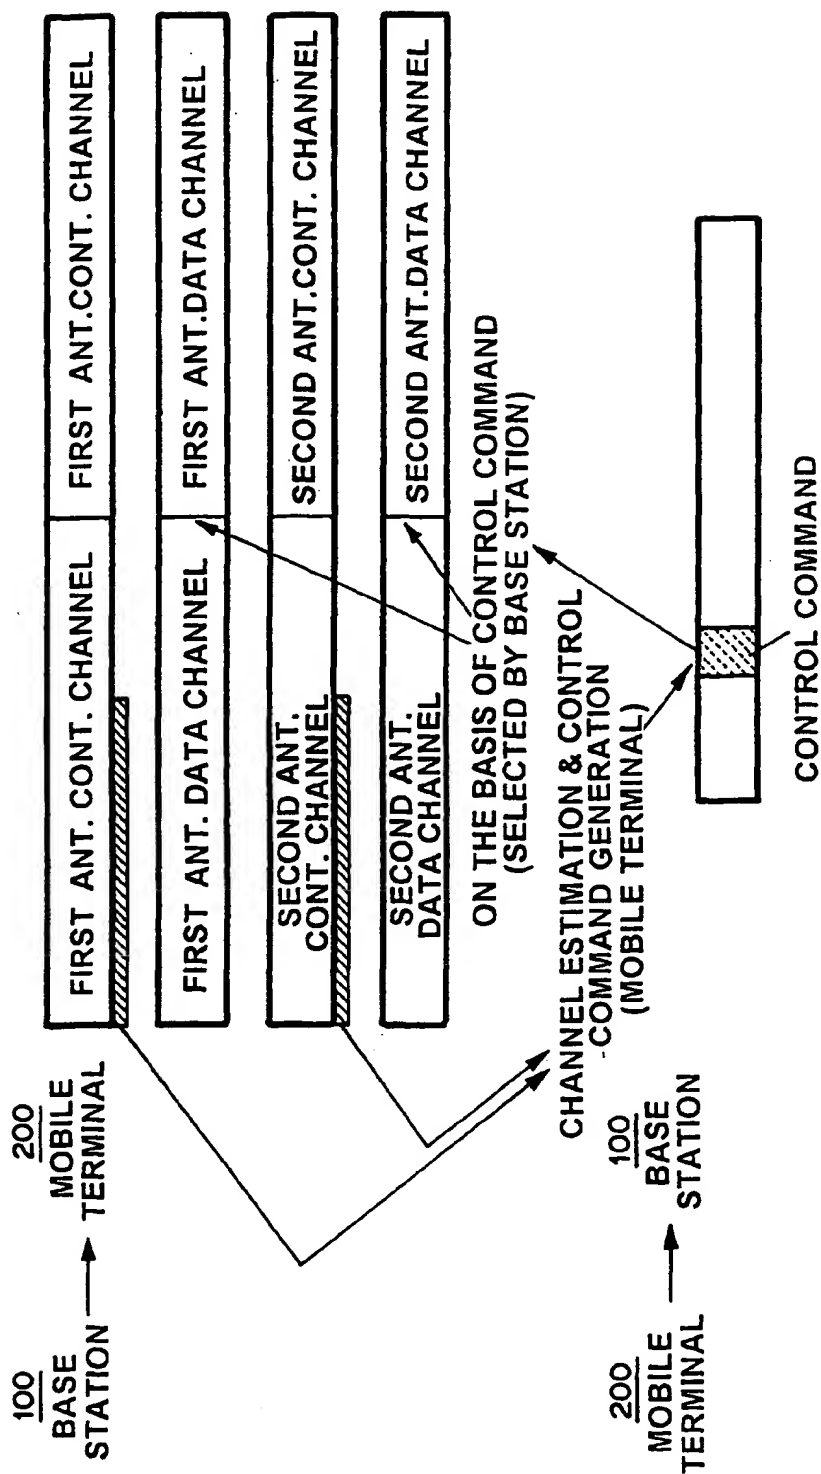 100
BASE
STATION
200
MOBILE
TERMINAL
FIRST ANT. CONT. CHANNEL
FIRST ANT.CONT. CHANNEL
FIRST ANT. DATA CHANNEL
FIRST ANT.DATA CHANNEL
SECOND ANT.
CONT. CHANNEL
SECOND ANT.CONT. CHANNEL
SECOND ANT.
DATA CHANNEL
SECOND ANT.DATA CHANNEL
ON THE BASIS OF CONTROL COMMAND
(SELECTED BY BASE STATION)
CHANNEL ESTIMATION & CONTROL
COMMAND GENERATION
(MOBILE TERMINAL)
200
MOBILE
TERMINAL
100
BASE
STATION
CONTROL COMMAND